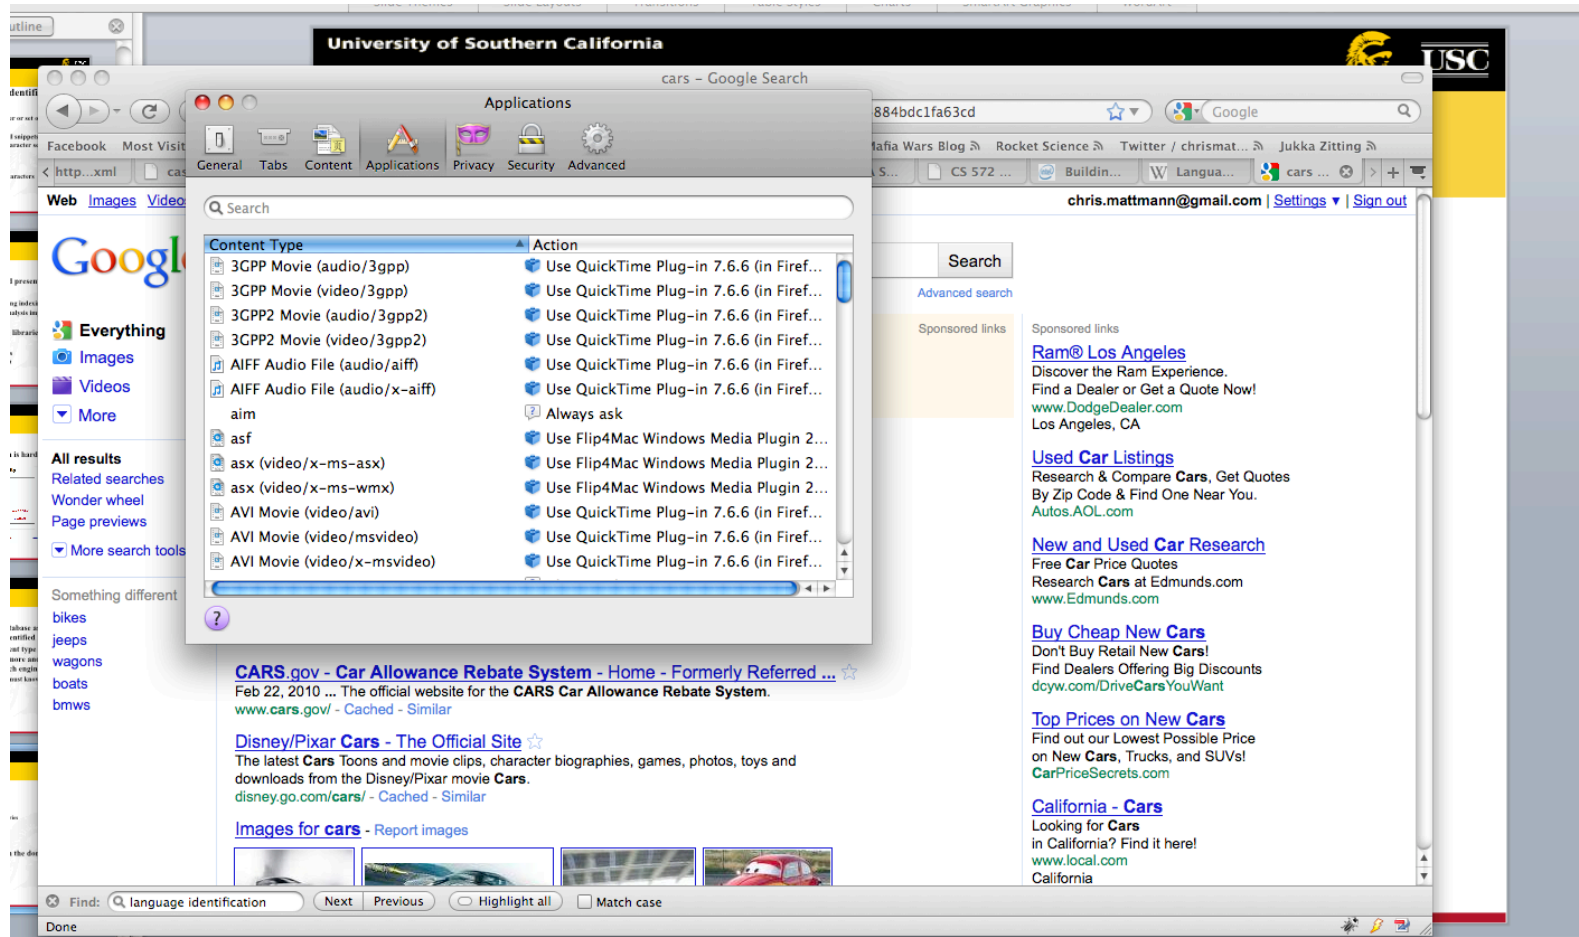 Slide Themes Slide Layouts Transitions Table Styles Charts SmartArt Graphics WordArt
utline
University of Southern California
USC
cars – Google Search
Applications
884bdc1fa63cd
Google
General Tabs Content Applications Privacy Security Advanced
Facebook Most Visit
Mafia Wars Blog Rocket Science Twitter / chrismat... Jukka Zitting
http...xml cas
S... CS 572 ... Buildin... Langua... cars ...
Web Images Video
chris.mattmann@gmail.com | Settings ▼ | Sign out
Search
Google
Search
Advanced search
Content Type Action
3GPP Movie (audio/3gpp) Use QuickTime Plug-in 7.6.6 (in Firef...
3GPP Movie (video/3gpp) Use QuickTime Plug-in 7.6.6 (in Firef...
3GPP2 Movie (audio/3gpp2) Use QuickTime Plug-in 7.6.6 (in Firef...
3GPP2 Movie (video/3gpp2) Use QuickTime Plug-in 7.6.6 (in Firef...
AIFF Audio File (audio/aiff) Use QuickTime Plug-in 7.6.6 (in Firef...
AIFF Audio File (audio/x-aiff) Use QuickTime Plug-in 7.6.6 (in Firef...
aim Always ask
asf Use Flip4Mac Windows Media Plugin 2...
asx (video/x-ms-asx) Use Flip4Mac Windows Media Plugin 2...
asx (video/x-ms-wmx) Use Flip4Mac Windows Media Plugin 2...
AVI Movie (video/avi) Use QuickTime Plug-in 7.6.6 (in Firef...
AVI Movie (video/msvideo) Use QuickTime Plug-in 7.6.6 (in Firef...
AVI Movie (video/x-msvideo) Use QuickTime Plug-in 7.6.6 (in Firef...
?
Everything
Images
Videos
More
All results
Related searches
Wonder wheel
Page previews
More search tools
Something different
bikes
jeeps
wagons
boats
bmws
Sponsored links
CARS.gov - Car Allowance Rebate System - Home - Formerly Referred ...
Feb 22, 2010 ... The official website for the CARS Car Allowance Rebate System.
www.cars.gov/ - Cached - Similar
Disney/Pixar Cars - The Official Site
The latest Cars Toons and movie clips, character biographies, games, photos, toys and
downloads from the Disney/Pixar movie Cars.
disney.go.com/cars/ - Cached - Similar
Images for cars - Report images
Sponsored links
Ram® Los Angeles
Discover the Ram Experience.
Find a Dealer or Get a Quote Now!
www.DodgeDealer.com
Los Angeles, CA
Used Car Listings
Research & Compare Cars, Get Quotes
By Zip Code & Find One Near You.
Autos.AOL.com
New and Used Car Research
Free Car Price Quotes
Research Cars at Edmunds.com
www.Edmunds.com
Buy Cheap New Cars
Don't Buy Retail New Cars!
Find Dealers Offering Big Discounts
dcyw.com/DriveCarsYouWant
Top Prices on New Cars
Find out our Lowest Possible Price
on New Cars, Trucks, and SUVs!
CarPriceSecrets.com
California - Cars
Looking for Cars
in California? Find it here!
www.local.com
California
Find: language identification Next Previous Highlight all Match case
Done